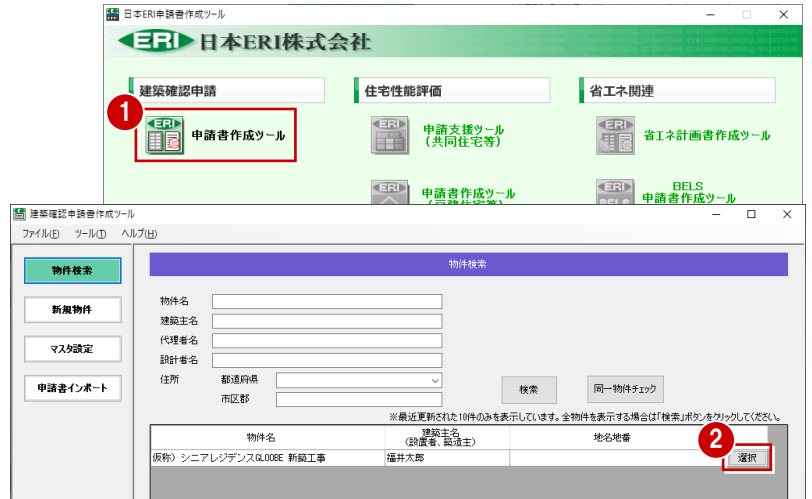 日本ERI申請書作成ツール
ERI 日本ERI株式会社
建築確認申請
住宅性能評価
省エネ関連
1
ERI
申請書作成ツール
ERI
申請支援ツール
(共同住宅等)
ERI
省エネ計画書作成ツール
ERI
申請書作成ツール
(戸建住宅等)
ERI
BELS
BELS
申請書作成ツール
建築確認申請書作成ツール
ファイル(F) ツール(T) ヘルプ(H)
物件検索
物件検索
新規物件
マスタ設定
申請書インポート
物件名
建築主名
代理者名
設計者名
住所 都道府県
市区郡
検索
同一物件チェック
※最近更新された10件のみを表示しています。全物件を表示する場合は「検索」ボタンをクリックしてください。
物件名
建築主名
(設置者、築造主)
地名地番
2
仮称）シニアレジデンスGLOOBE 新築工事
福井太郎
選択